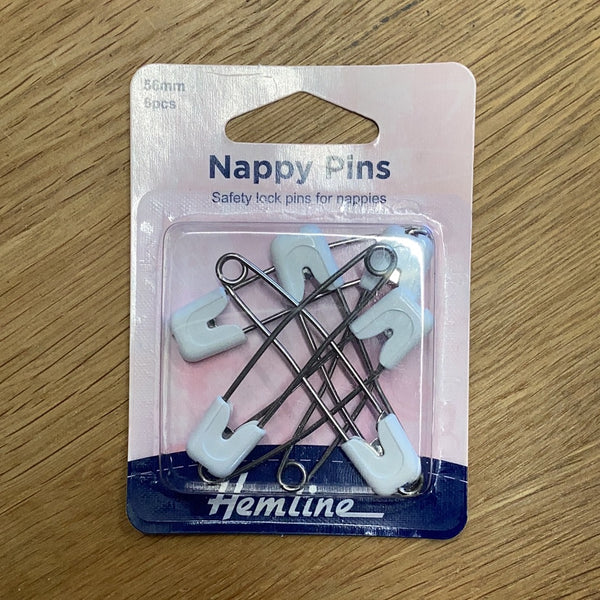 56mm
6pcs
Nappy Pins
Safety lock pins for nappies
Hemline